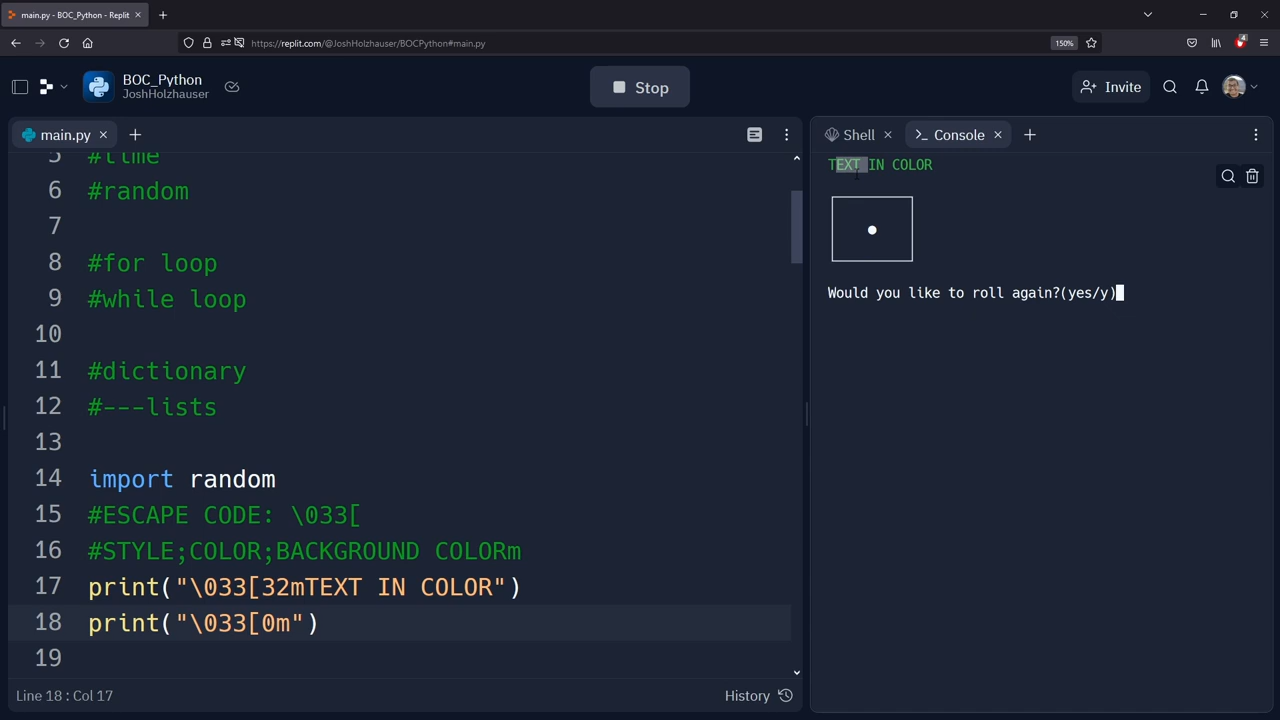 main.py - BOC_Python - Replit
https://replit.com/@JoshHolzhauser/BOCPython#main.py
150%
4
BOC_Python
JoshHolzhauser
Stop
Invite
main.py
Shell
Console
5 #time
6 #random
7
8 #for loop
9 #while loop
10
11 #dictionary
12 #---lists
13
14 import random
15 #ESCAPE CODE: \033[
16 #STYLE;COLOR;BACKGROUND COLORm
17 print("\033[32mTEXT IN COLOR")
18 print("\033[0m")
19
Line 18 : Col 17
History
TEXT IN COLOR
Would you like to roll again?(yes/y)